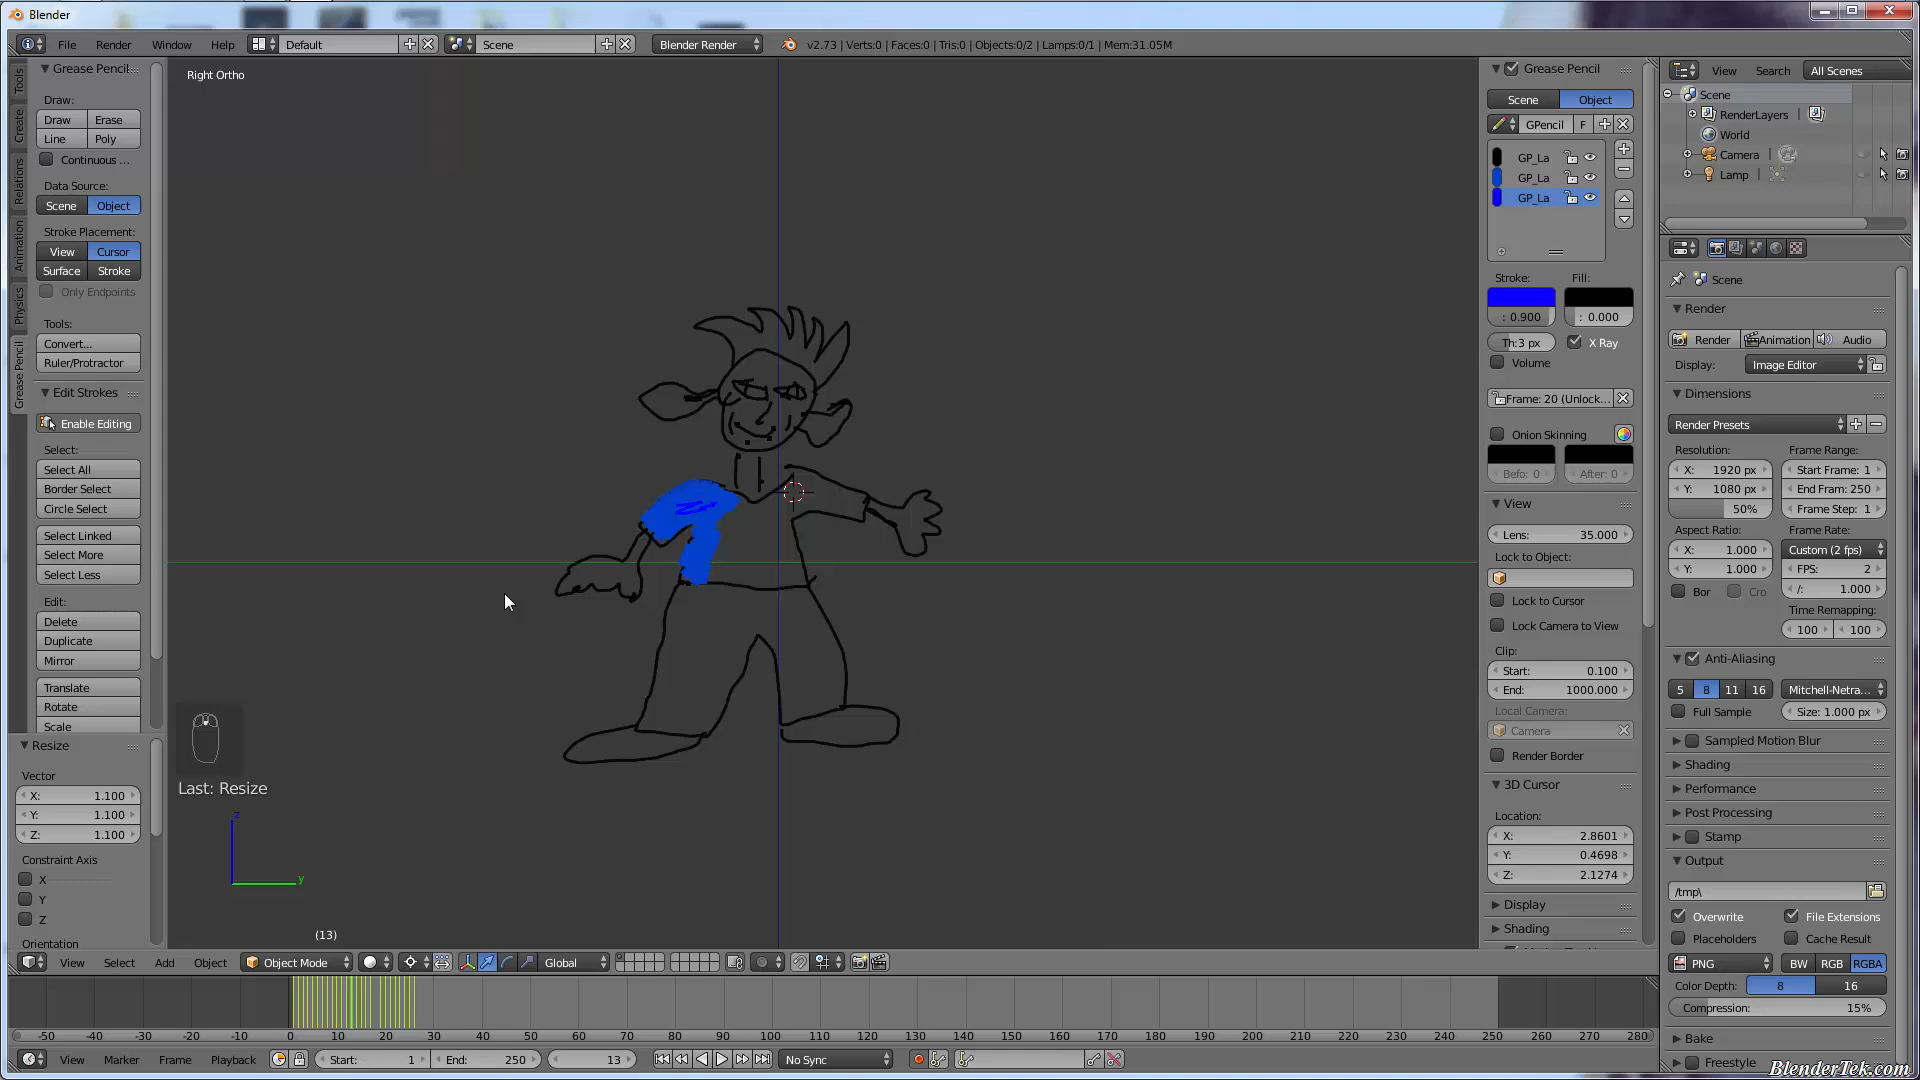 Blender
File Render Window Help Default Scene Blender Render v2.73 | Verts:0 | Faces:0 | Tris:0 | Objects:0/2 | Lamps:0/1 | Mem:31.05M
Tools
Create
Relations
Animation
Physics
Grease Pencil
Grease Pencil
Draw:
Draw Erase
Line Poly
Continuous ...
Data Source:
Scene Object
Stroke Placement:
View Cursor
Surface Stroke
Only Endpoints
Tools:
Convert...
Ruler/Protractor
Edit Strokes
Enable Editing
Select:
Select All
Border Select
Circle Select
Select Linked
Select More
Select Less
Edit:
Delete
Duplicate
Mirror
Translate
Rotate
Scale
Resize
Vector
X: 1.100
Y: 1.100
Z: 1.100
Constraint Axis
X
Y
Z
Orientation
Right Ortho
Last: Resize
z
y
(13)
Grease Pencil
Scene Object
GPencil F
GP_La
GP_La
GP_La
Stroke: Fill:
: 0.900 : 0.000
Th:3 px X Ray
Volume
Frame: 20 (Unlock...
Onion Skinning
Befo: 0 After: 0
View
Lens: 35.000
Lock to Object:
Lock to Cursor
Lock Camera to View
Clip:
Start: 0.100
End: 1000.000
Local Camera:
Camera
Render Border
3D Cursor
Location:
X: 2.8601
Y: 0.4698
Z: 2.1274
Display
Shading
View Search All Scenes
Scene
RenderLayers
World
Camera
Lamp
Scene
Render
Render Animation Audio
Display: Image Editor
Dimensions
Render Presets
Resolution: Frame Range:
X: 1920 px Start Frame: 1
Y: 1080 px End Fram: 250
50% Frame Step: 1
Aspect Ratio: Frame Rate:
X: 1.000 Custom (2 fps)
Y: 1.000 FPS: 2
Bor Cro /: 1.000
Time Remapping:
100 100
Anti-Aliasing
5 8 11 16 Mitchell-Netra...
Full Sample Size: 1.000 px
Sampled Motion Blur
Shading
Performance
Post Processing
Stamp
Output
/tmp\
Overwrite File Extensions
Placeholders Cache Result
PNG BW RGB RGBA
Color Depth: 8 16
Compression: 15%
Bake
Freestyle
View Select Add Object Object Mode Global
-50 -40 -30 -20 -10 0 10 20 30 40 50 60 70 80 90 100 110 120 130 140 150 160 170 180 190 200 210 220 230 240 250 260 270 280
View Marker Frame Playback Start: 1 End: 250 13 No Sync
BlenderTek.com